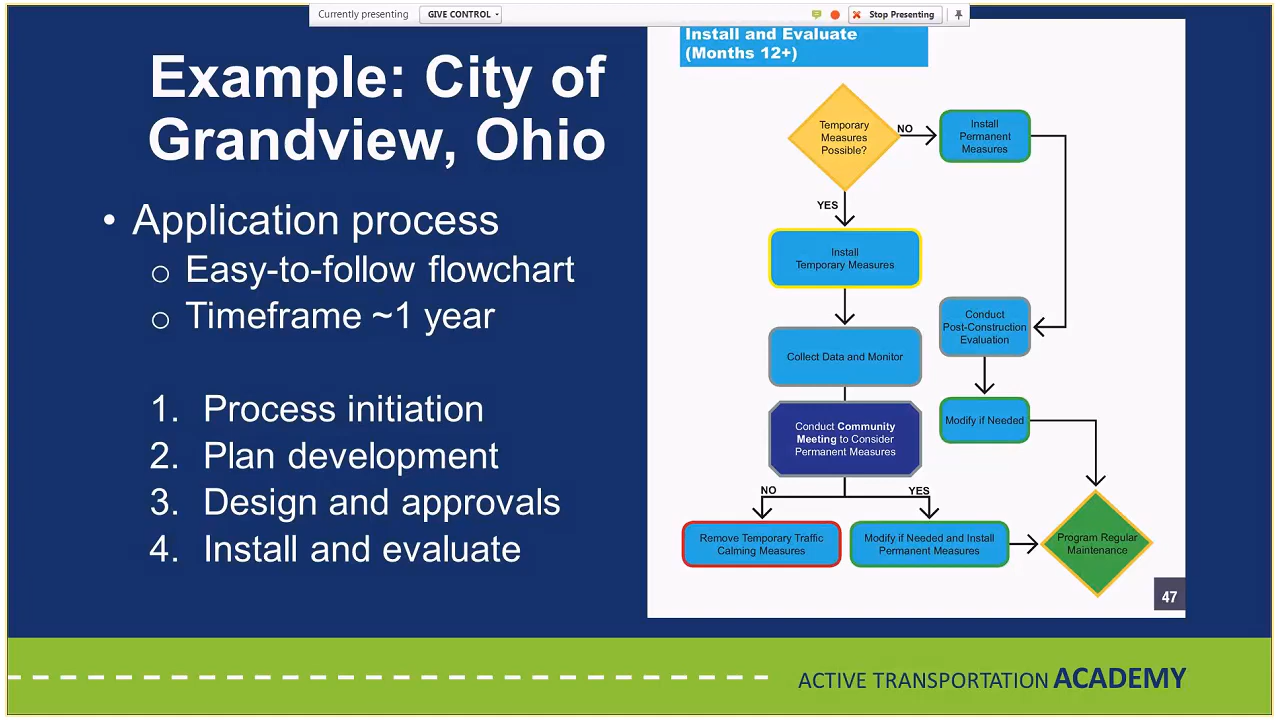 Currently presenting
GIVE CONTROL
Stop Presenting
Example: City of
Grandview, Ohio
• Application process
o Easy-to-follow flowchart
o Timeframe ~1 year
1. Process initiation
2. Plan development
3. Design and approvals
4. Install and evaluate
Install and Evaluate
(Months 12+)
Temporary
Measures
Possible?
NO
Install
Permanent
Measures
YES
Install
Temporary Measures
Collect Data and Monitor
Conduct
Post-Construction
Evaluation
Modify if Needed
Conduct Community
Meeting to Consider
Permanent Measures
NO
YES
Remove Temporary Traffic
Calming Measures
Modify if Needed and Install
Permanent Measures
Program Regular
Maintenance
47
ACTIVE TRANSPORTATION ACADEMY